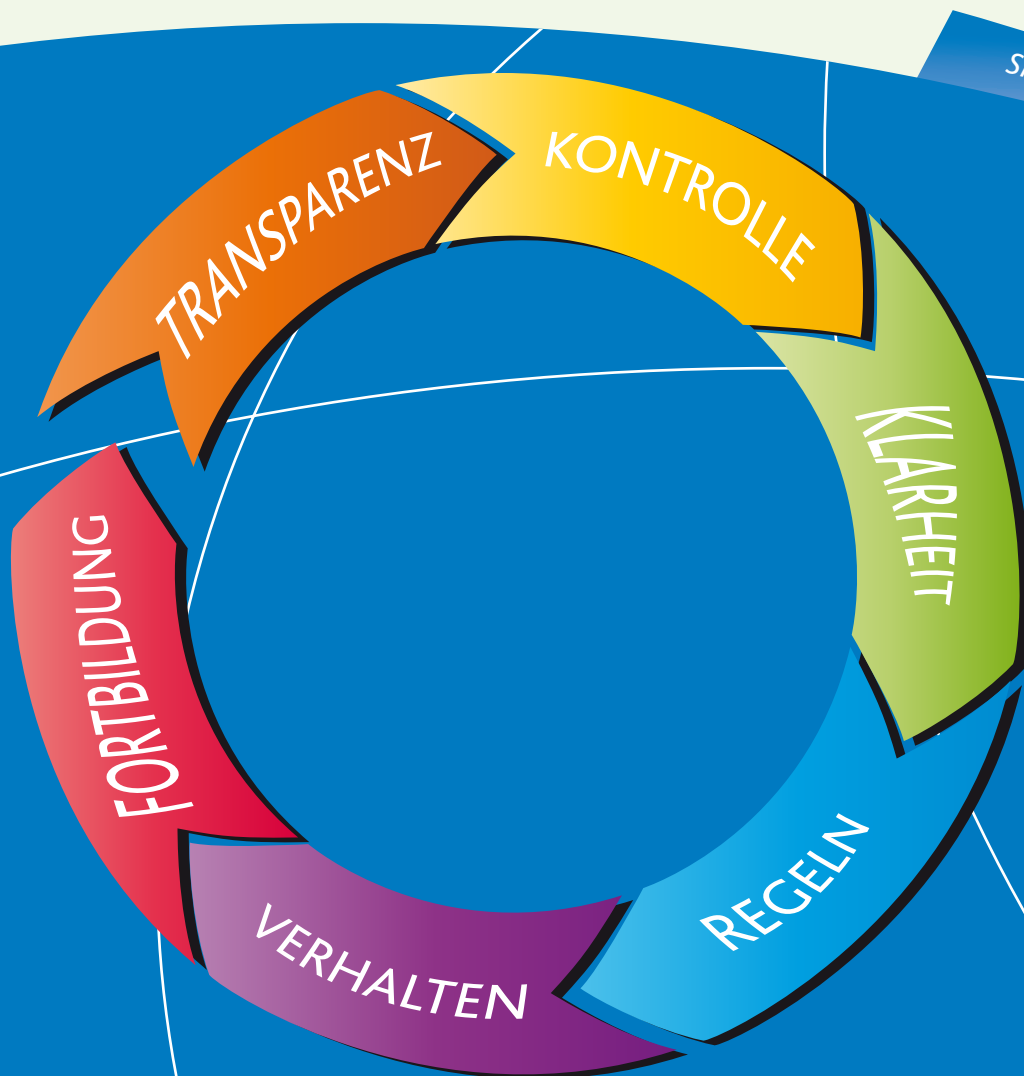 TRANSPARENZ
KONTROLLE
KLARHEIT
REGELN
VERHALTEN
FORTBILDUNG